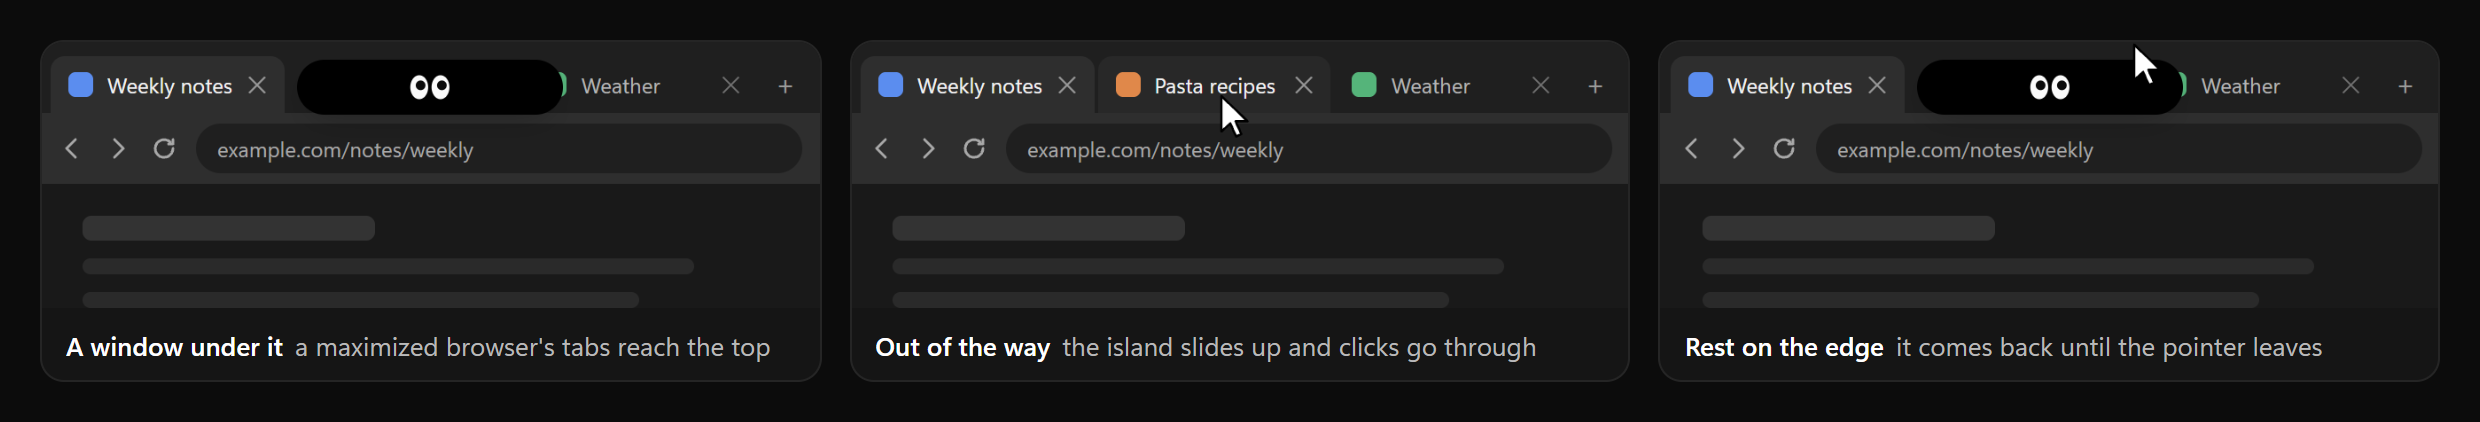 Weekly notes Weather
example.com/notes/weekly
A window under it a maximized browser's tabs reach the top
Weekly notes Pasta recipes Weather
example.com/notes/weekly
Out of the way the island slides up and clicks go through
Weekly notes Weather
example.com/notes/weekly
Rest on the edge it comes back until the pointer leaves